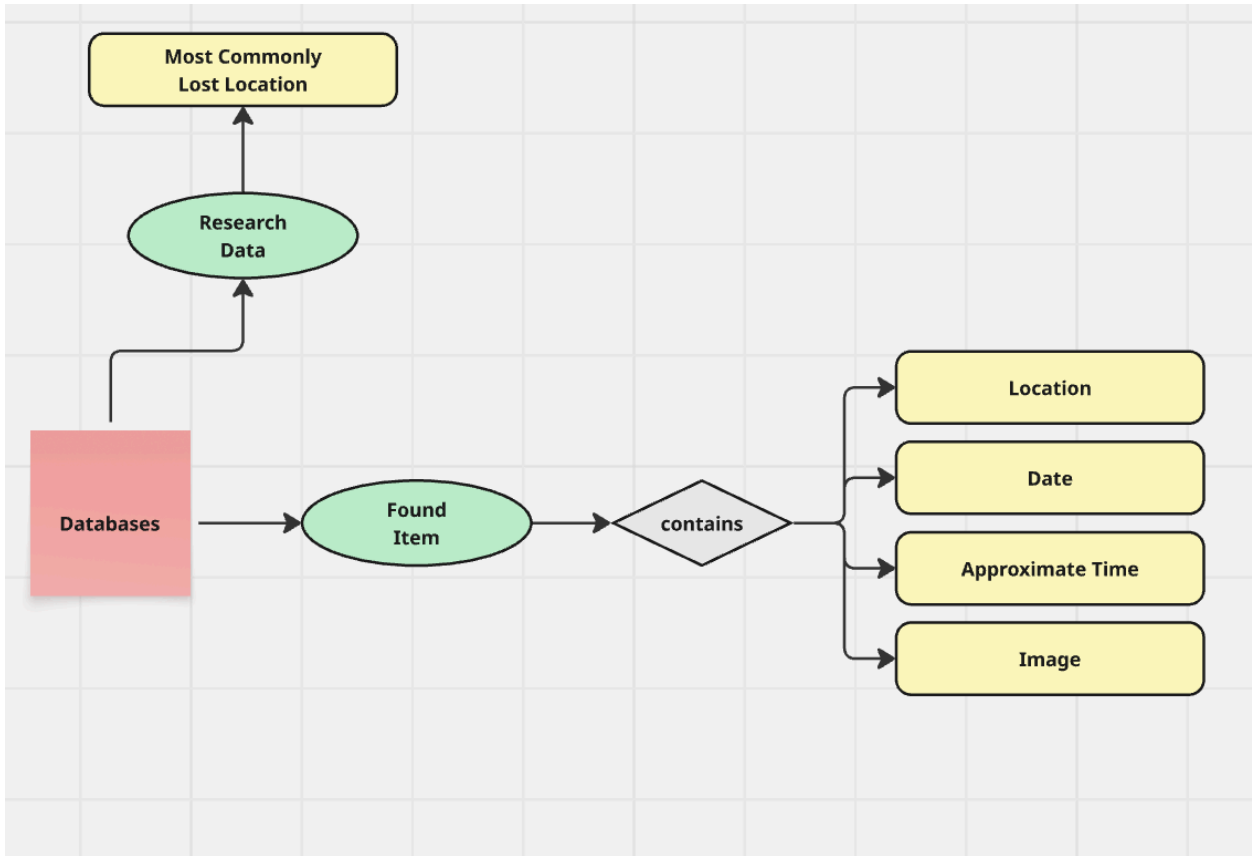 Most Commonly
Lost Location
Research
Data
Databases
Found
Item
contains
Location
Date
Approximate Time
Image